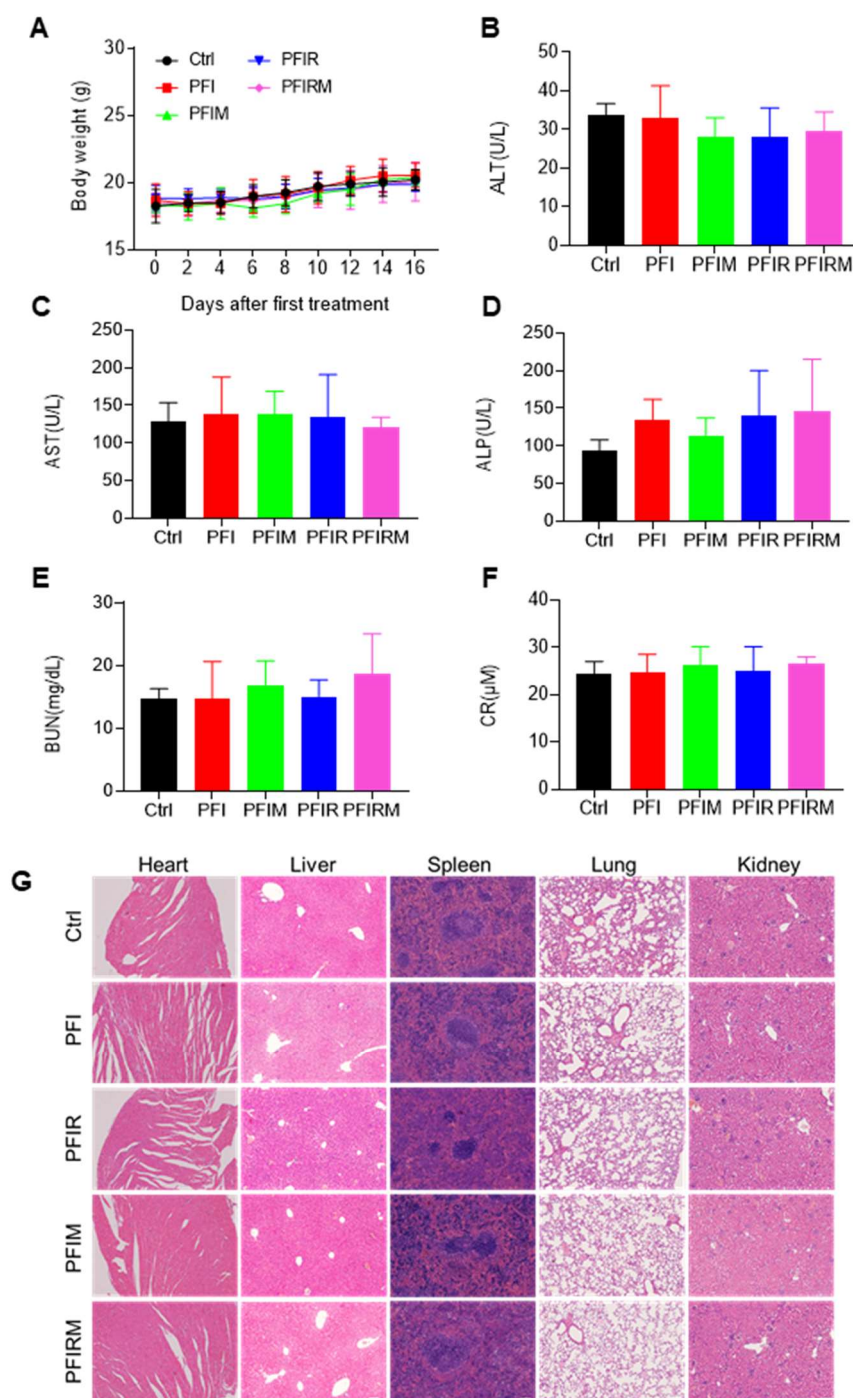 A
Body weight (g)
30
25
20
15
Ctrl
PFI
PFIM
PFIR
PFIRM
0 2 4 6 8 10 12 14 16
Days after first treatment
B
ALT(U/L)
50
40
30
20
10
0
Ctrl PFI PFIM PFIR PFIRM
C
AST(U/L)
250
200
150
100
50
0
Ctrl PFI PFIM PFIR PFIRM
D
ALP(U/L)
250
200
150
100
50
0
Ctrl PFI PFIM PFIR PFIRM
E
BUN(mg/dL)
30
20
10
0
Ctrl PFI PFIM PFIR PFIRM
F
CR(μM)
40
30
20
10
0
Ctrl PFI PFIM PFIR PFIRM
G
Heart Liver Spleen Lung Kidney
Ctrl
PFI
PFIR
PFIM
PFIRM